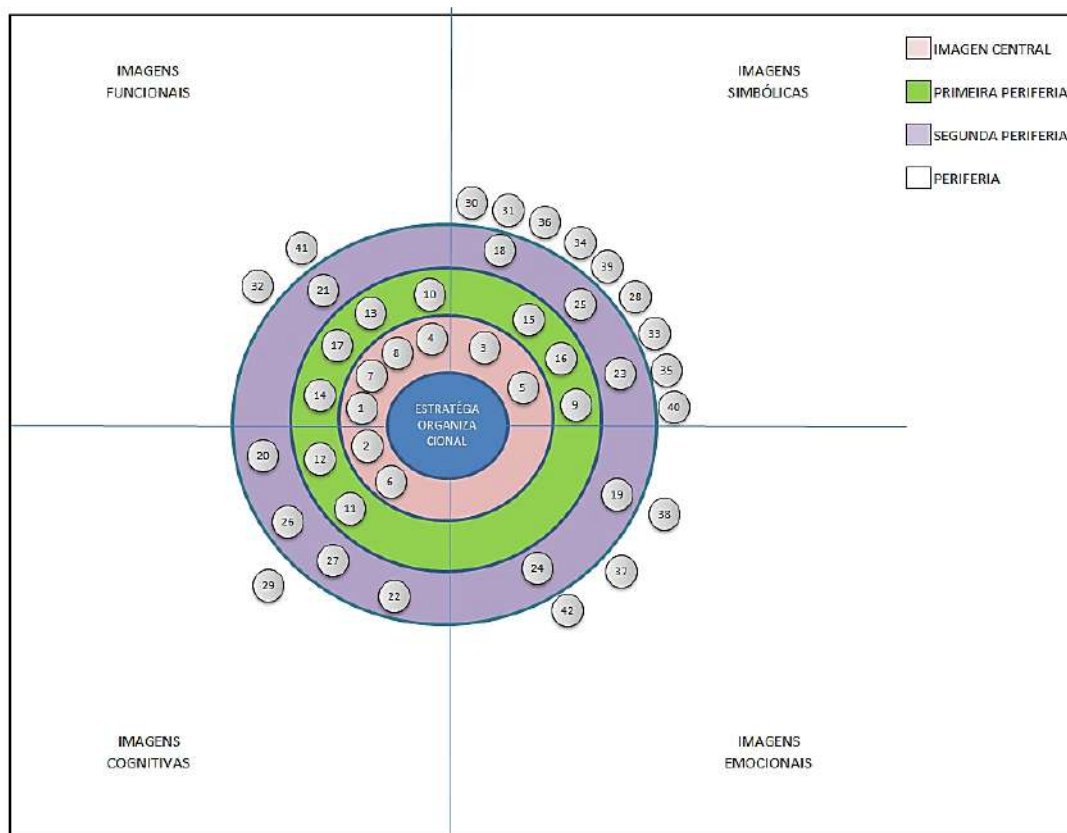 IMAGENS
FUNCIONAIS
IMAGENS
SIMBÓLICAS
IMAGEN CENTRAL
PRIMEIRA PERIFERIA
SEGUNDA PERIFERIA
PERIFERIA
30
31
36
34
39
28
33
35
40
41
32
18
25
23
21
10
13
17
14
15
16
9
4
8
7
1
3
5
ESTRATÉGA
ORGANIZA
CIONAL
2
6
12
11
20
26
27
22
29
19
24
38
37
42
IMAGENS
COGNITIVAS
IMAGENS
EMOCIONAIS